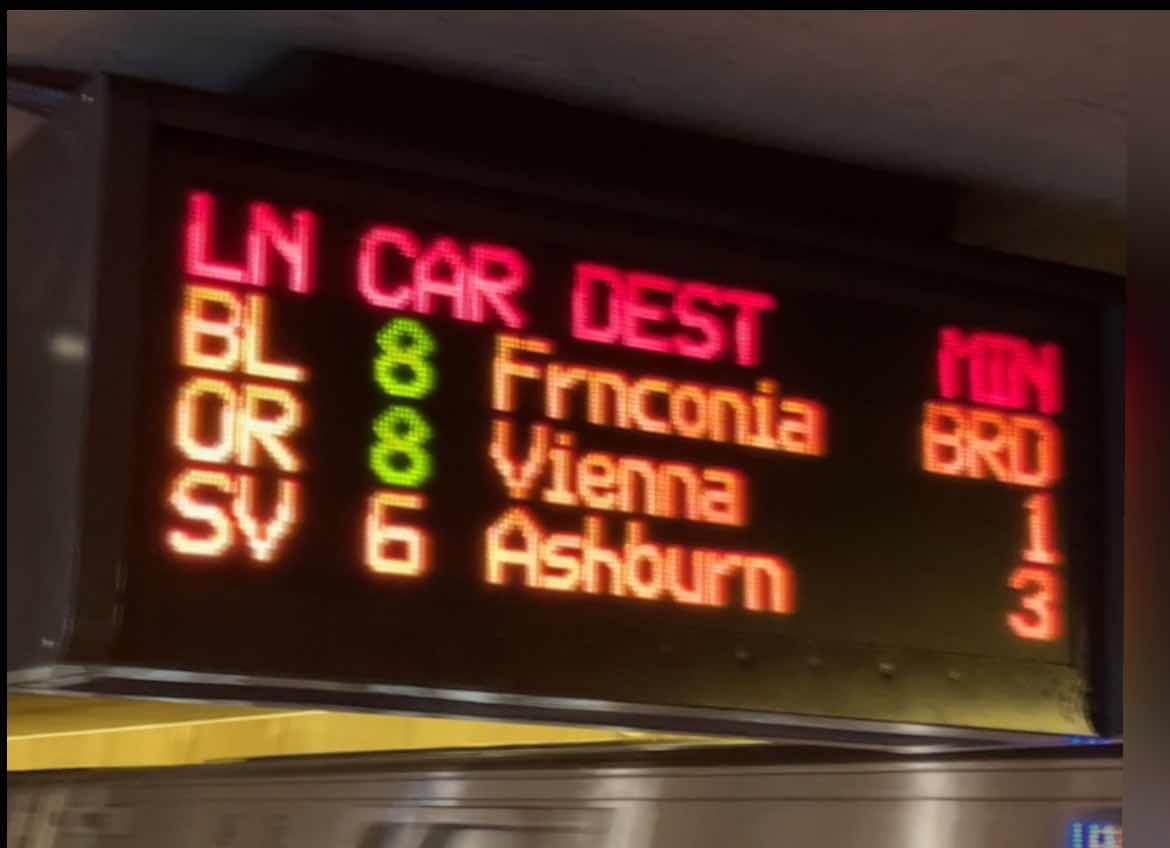 LN CAR DEST MIN
BL 8 Frnconia BRD
OR 8 Vienna 1
SV 6 Ashburn 3